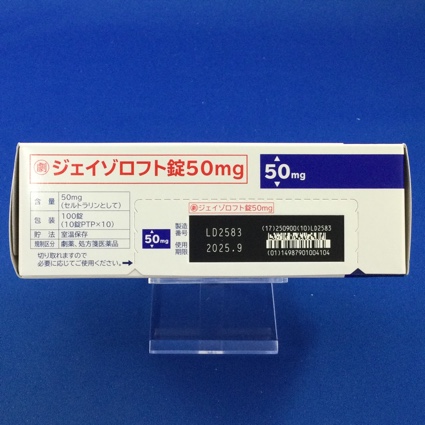 劇 ジェイゾロフト錠50mg
50mg
含量 50mg
(セルトラリンとして)
包装 100錠
(10錠PTP×10)
貯法 室温保存
規制区分 劇薬、処方箋医薬品
切り取れますので
必要に応じてご使用ください。
50mg
劇 ジェイゾロフト錠50mg
製造番号 LD2583
使用期限 2025.9
(17)250900(10)LD2583
(01)14987901004104